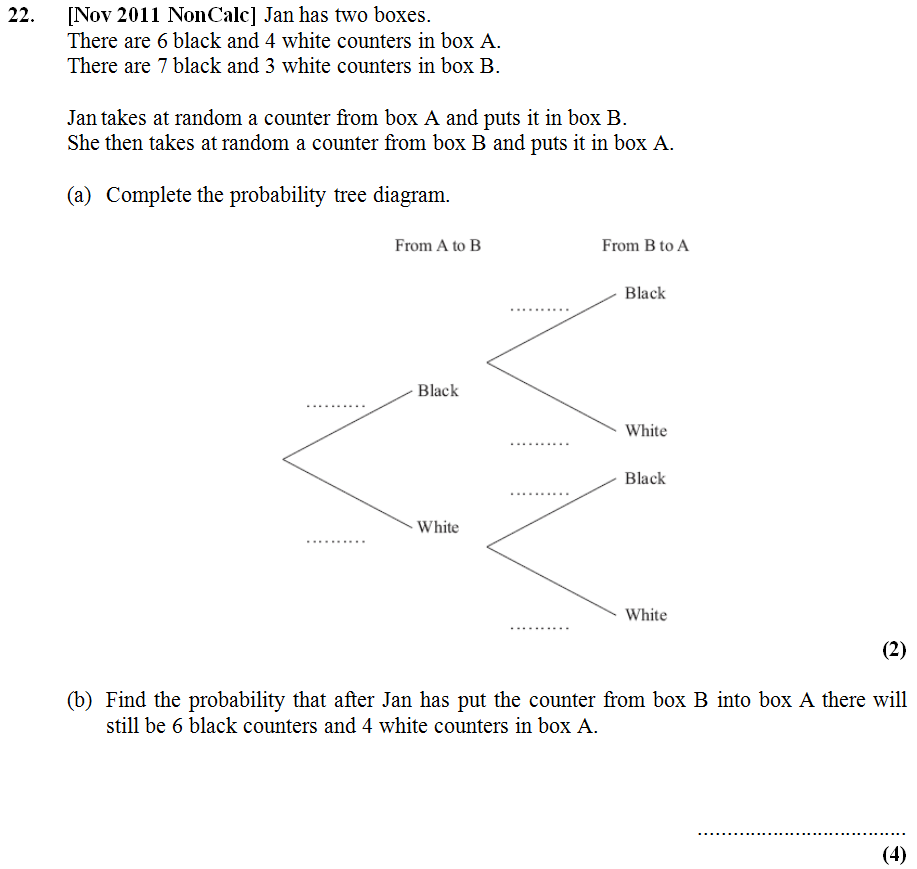 22. [Nov 2011 NonCalc] Jan has two boxes.
There are 6 black and 4 white counters in box A.
There are 7 black and 3 white counters in box B.
Jan takes at random a counter from box A and puts it in box B.
She then takes at random a counter from box B and puts it in box A.
(a) Complete the probability tree diagram.
From A to B From B to A
Black
..........
Black
..........
White
..........
Black
..........
White
..........
White
..........
(2)
(b) Find the probability that after Jan has put the counter from box B into box A there will
still be 6 black counters and 4 white counters in box A.
.......................................
(4)